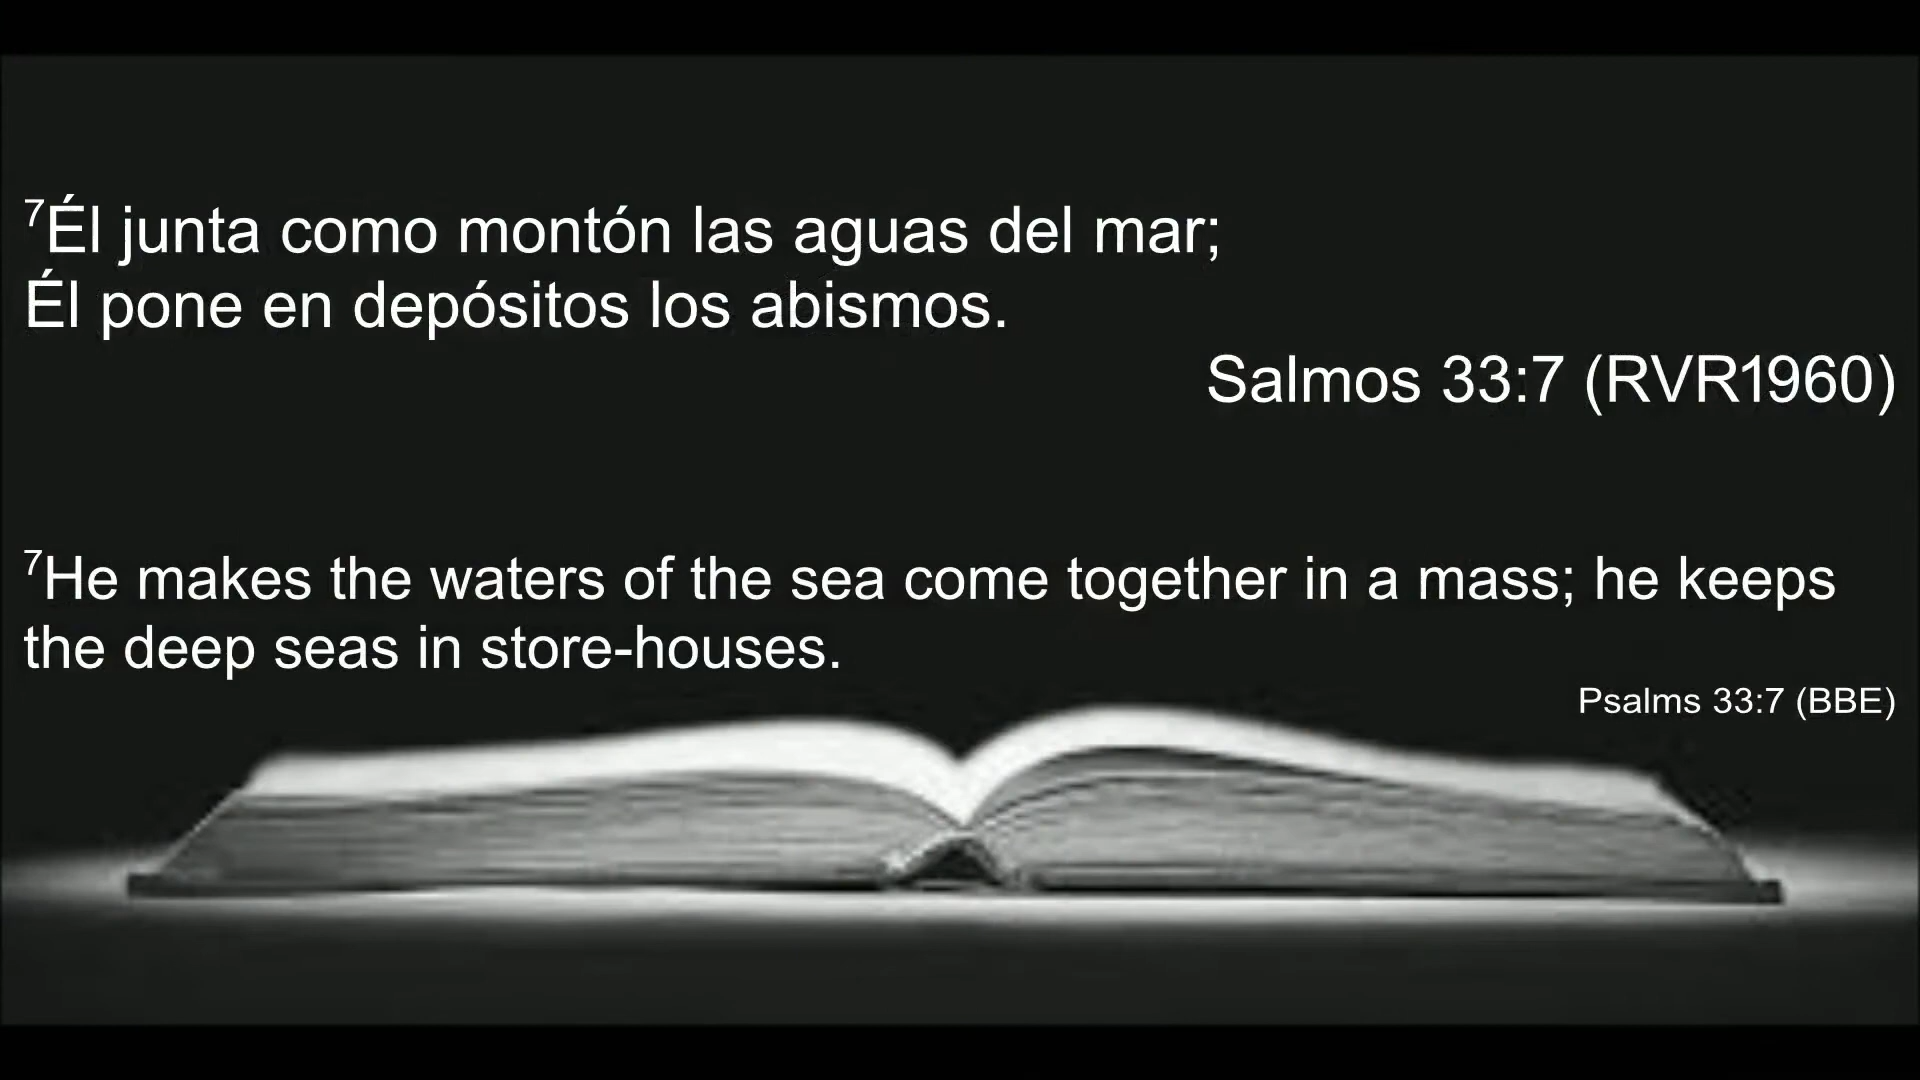 ⁷Él junta como montón las aguas del mar;
Él pone en depósitos los abismos.
Salmos 33:7 (RVR1960)
⁷He makes the waters of the sea come together in a mass; he keeps
the deep seas in store-houses.
Psalms 33:7 (BBE)